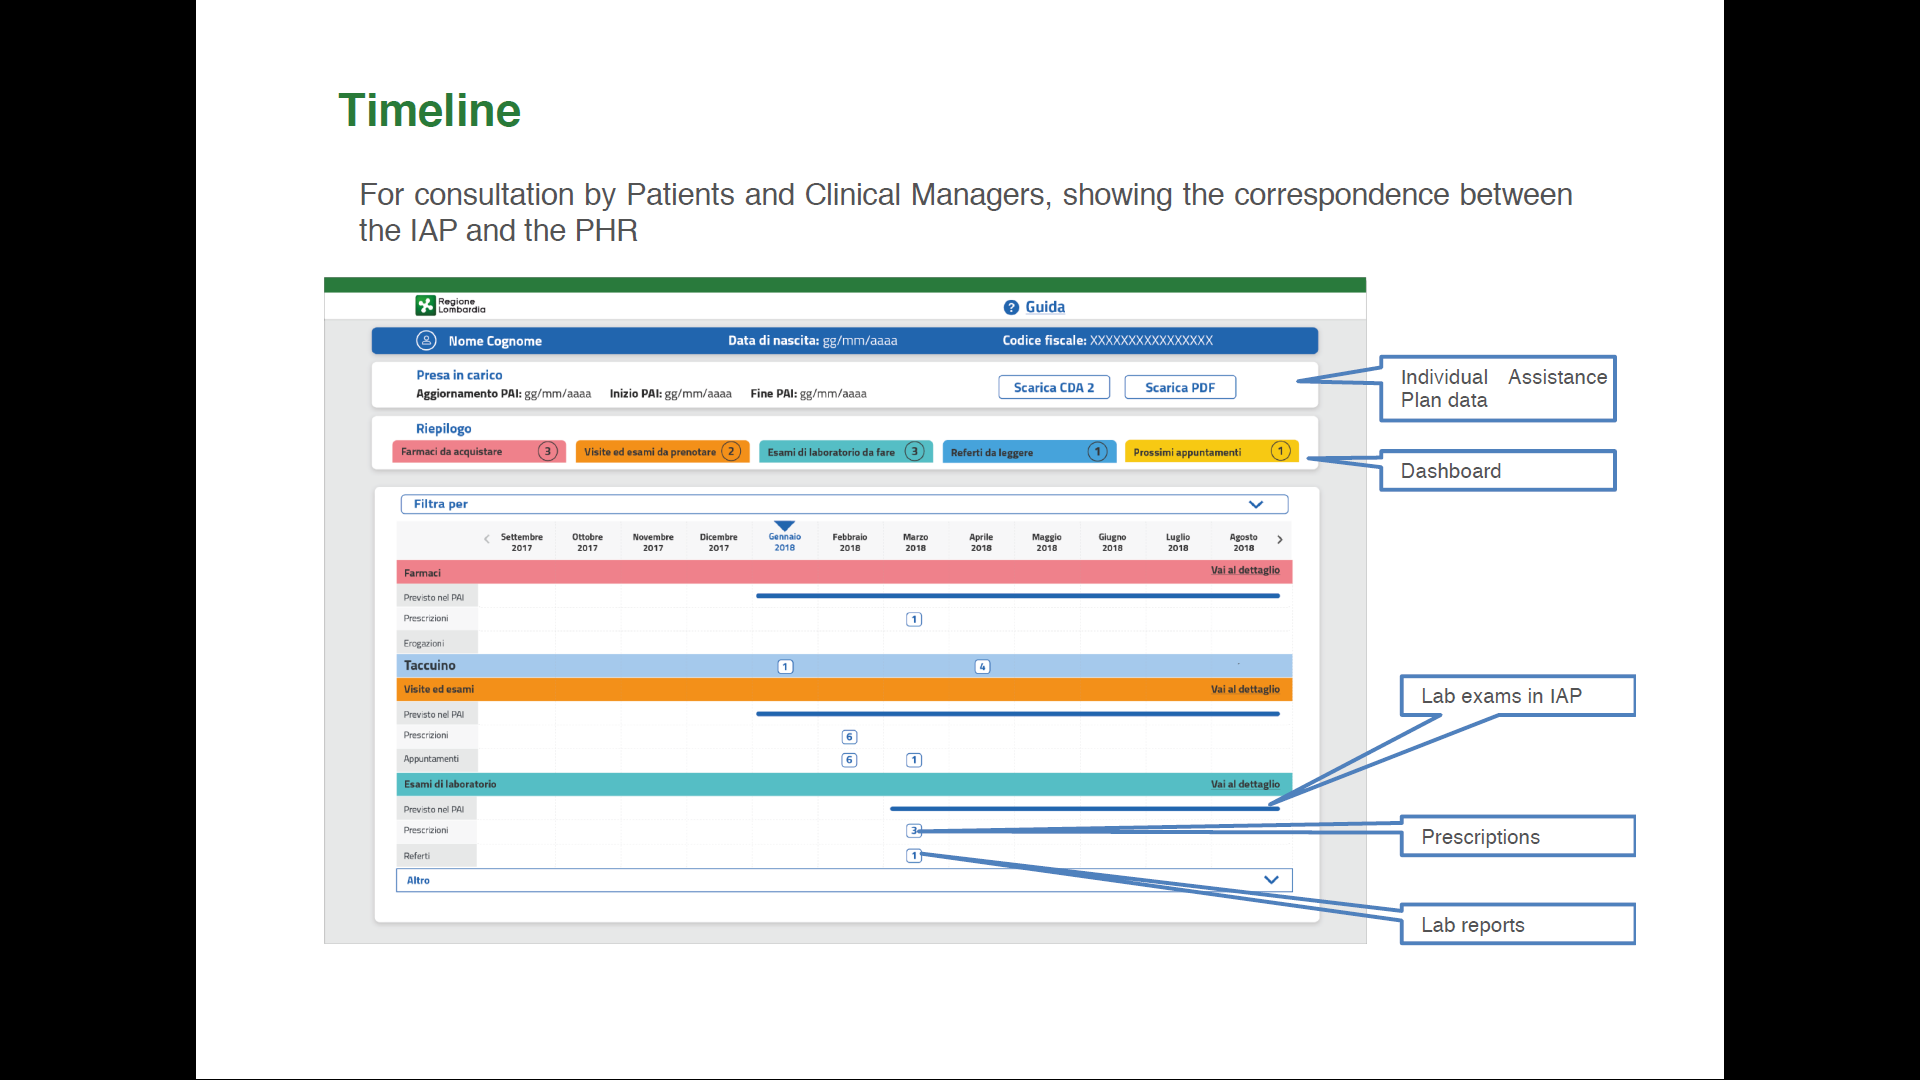 Timeline
For consultation by Patients and Clinical Managers, showing the correspondence between
the IAP and the PHR
Regione
Lombardia
? Guida
Nome Cognome Data di nascita: gg/mm/aaaa Codice fiscale: XXXXXXXXXXXXXXXX
Presa in carico
Aggiornamento PAI: gg/mm/aaaa Inizio PAI: gg/mm/aaaa Fine PAI: gg/mm/aaaa
Scarica CDA 2 Scarica PDF
Individual Assistance
Plan data
Riepilogo
Farmaci da acquistare 3 Visite ed esami da prenotare 2 Esami di laboratorio da fare 3 Referti da leggere 1 Prossimi appuntamenti 1
Dashboard
Filtra per
Settembre Ottobre Novembre Dicembre Gennaio Febbraio Marzo Aprile Maggio Giugno Luglio Agosto
2017 2017 2017 2017 2018 2018 2018 2018 2018 2018 2018 2018
Farmaci Vai al dettaglio
Previsto nel PAI
Prescrizioni 1
Erogazioni
Taccuino 1 4
Visite ed esami Vai al dettaglio
Previsto nel PAI
Prescrizioni 6
Appuntamenti 6 1
Esami di laboratorio Vai al dettaglio
Previsto nel PAI
Prescrizioni 3
Referti 1
Altro
Lab exams in IAP
Prescriptions
Lab reports